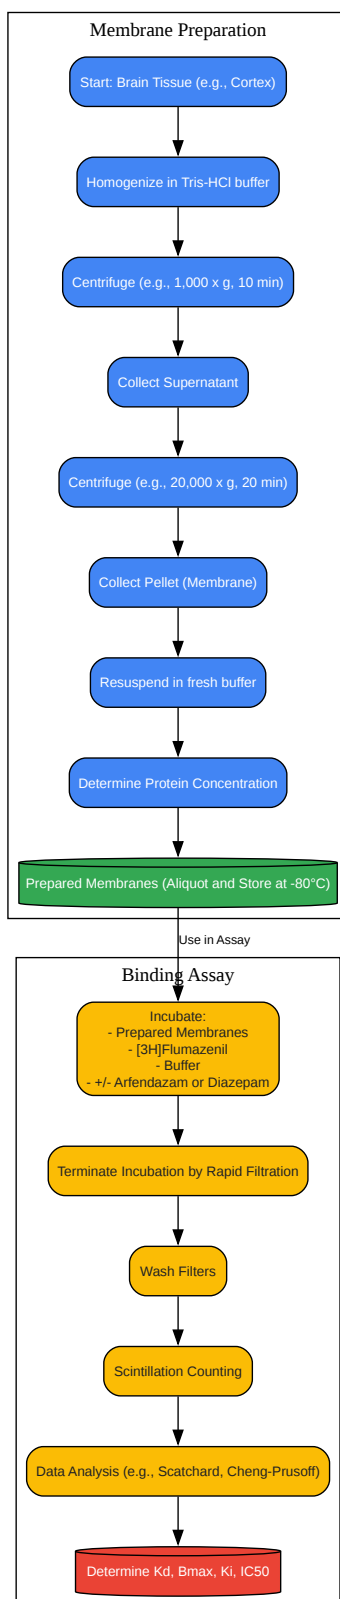 Membrane Preparation
Start: Brain Tissue (e.g., Cortex)
Homogenize in Tris-HCl buffer
Centrifuge (e.g., 1,000 x g, 10 min)
Collect Supernatant
Centrifuge (e.g., 20,000 x g, 20 min)
Collect Pellet (Membrane)
Resuspend in fresh buffer
Determine Protein Concentration
Prepared Membranes (Aliquot and Store at -80°C)
Use in Assay
Binding Assay
Incubate:
- Prepared Membranes
- [3H]Flumazenil
- Buffer
- +/- Arfendazam or Diazepam
Terminate Incubation by Rapid Filtration
Wash Filters
Scintillation Counting
Data Analysis (e.g., Scatchard, Cheng-Prusoff)
Determine Kd, Bmax, Ki, IC50